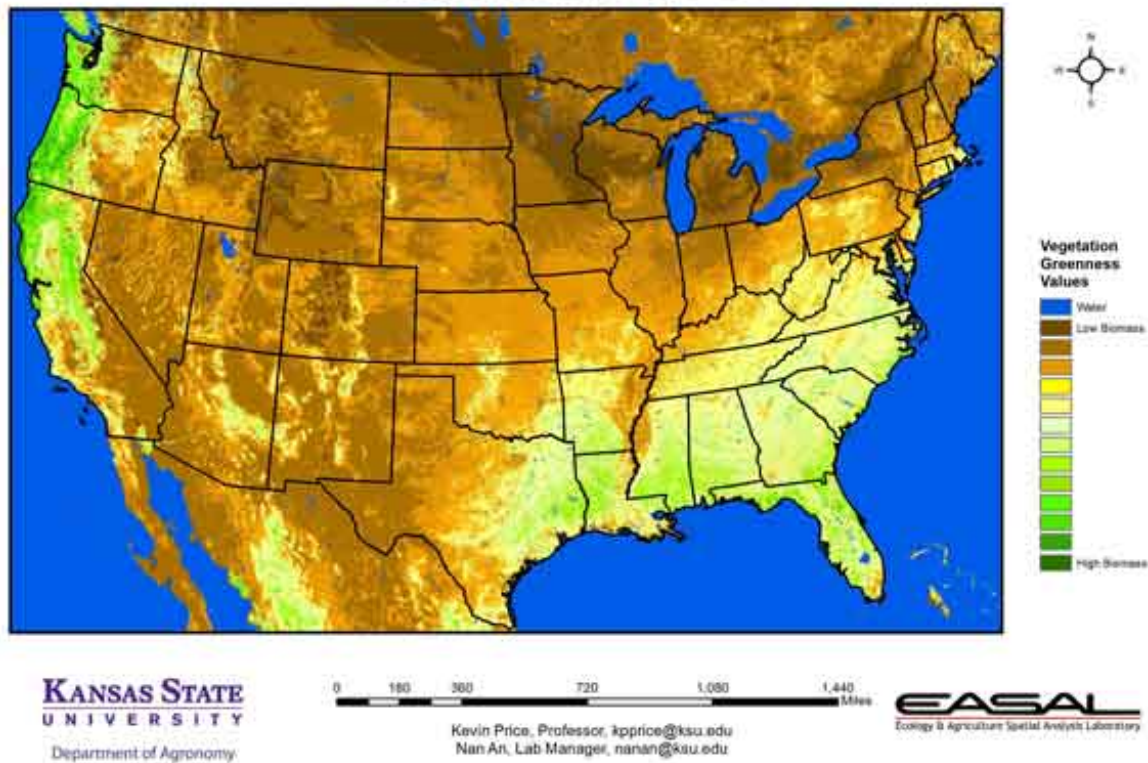 N
W
E
S
Vegetation
Greenness
Values
Water
Low Biomass
High Biomass
KANSAS STATE
UNIVERSITY
Department of Agronomy
0 180 360 720 1,080 1,440
Miles
Kevin Price, Professor, kpprice@ksu.edu
Nan An, Lab Manager, nanan@ksu.edu
EASAL
Ecology & Agriculture Spatial Analysis Laboratory